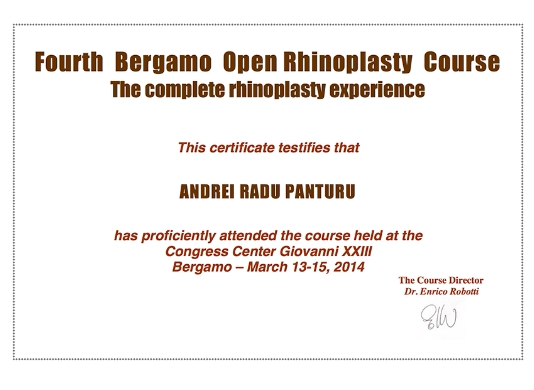 Fourth Bergamo Open Rhinoplasty Course
The complete rhinoplasty experience
This certificate testifies that
ANDREI RADU PANTURU
has proficiently attended the course held at the
Congress Center Giovanni XXIII
Bergamo – March 13-15, 2014
The Course Director
Dr. Enrico Robotti